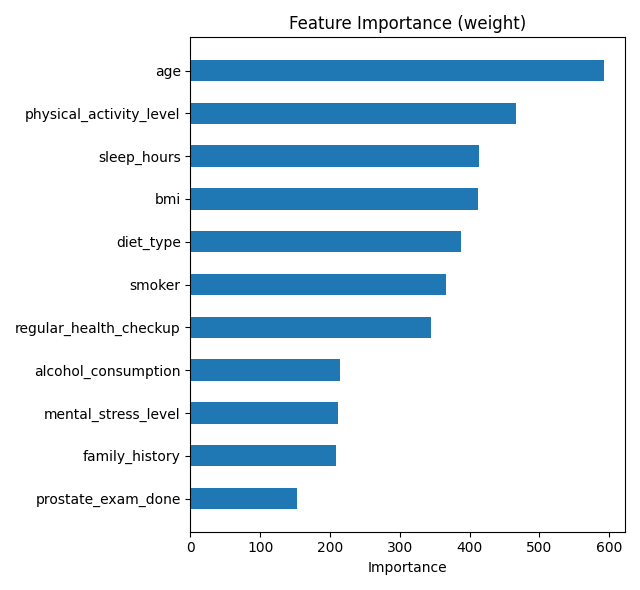 Feature Importance (weight)
age
physical_activity_level
sleep_hours
bmi
diet_type
smoker
regular_health_checkup
alcohol_consumption
mental_stress_level
family_history
prostate_exam_done
0 100 200 300 400 500 600
Importance